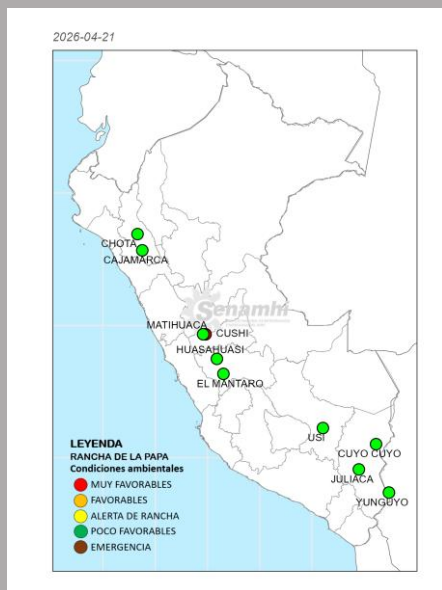 2026-04-21
CHOTA
CAJAMARCA
Senamhi
MATIHUACA
CUSHI
HUASAHUASI
EL MANTARO
USI
CUYO CUYO
JULIACA
YUNGUYO
LEYENDA
RANCHA DE LA PAPA
Condiciones ambientales
MUY FAVORABLES
FAVORABLES
ALERTA DE RANCHA
POCO FAVORABLES
EMERGENCIA